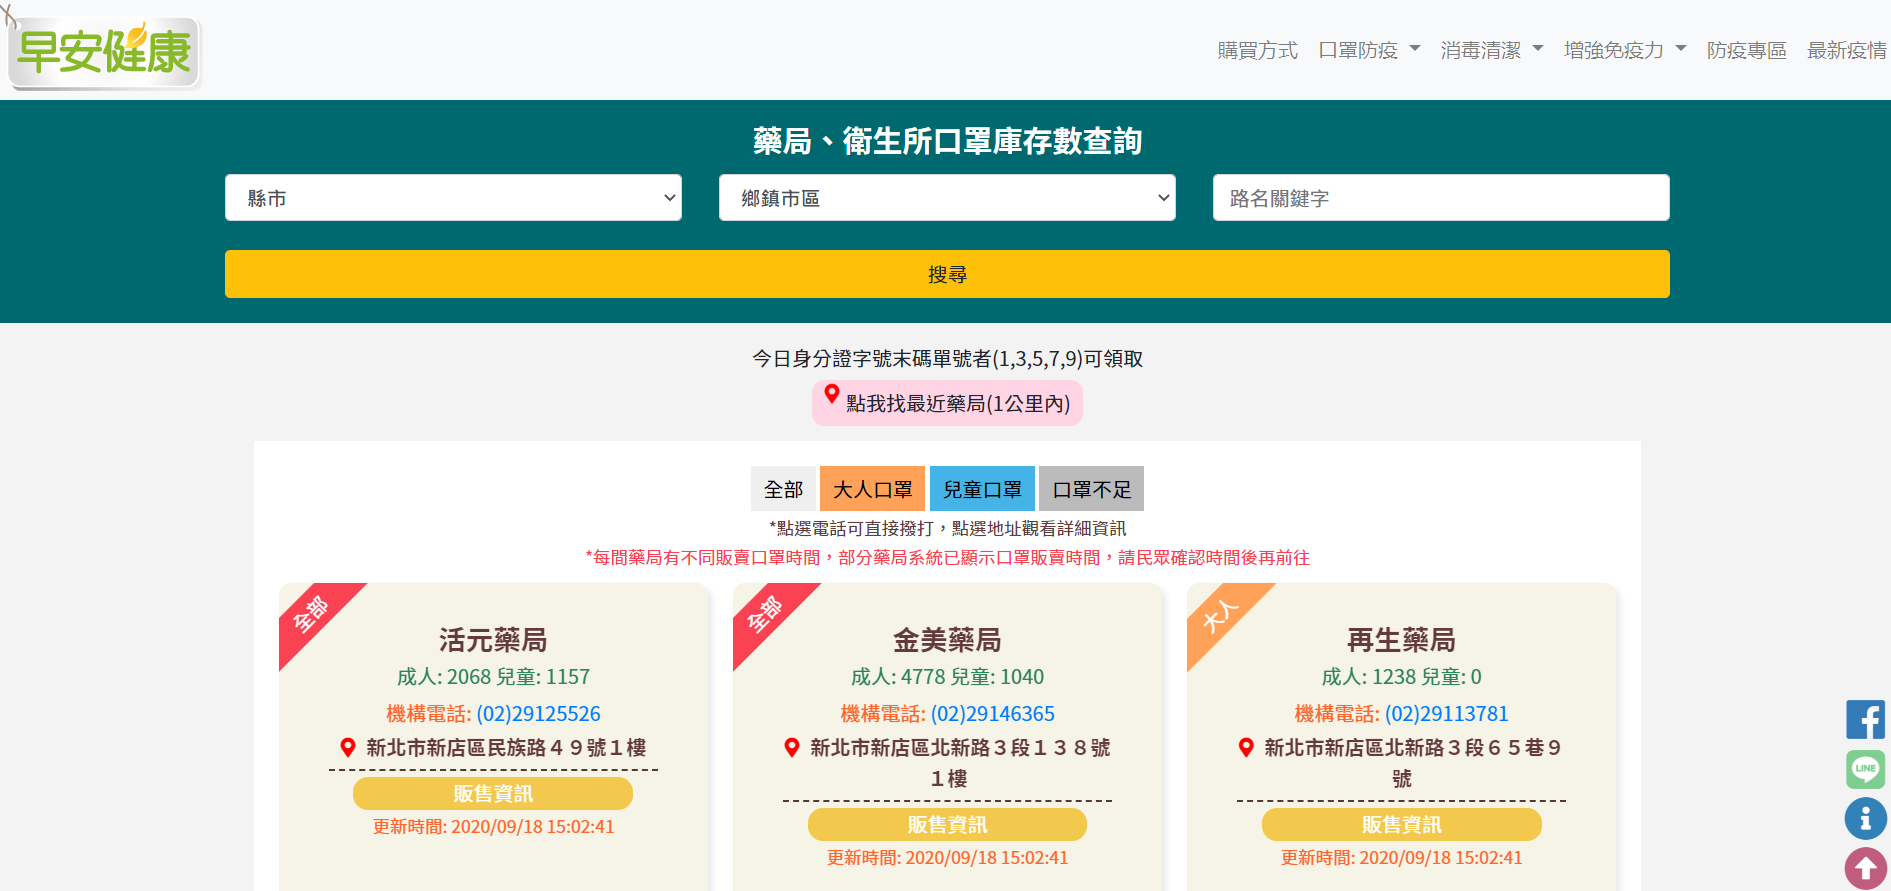 早安健康
購買方式 口罩防疫 消毒清潔 增強免疫力 防疫專區 最新疫情
藥局、衛生所口罩庫存數查詢
縣市 鄉鎮市區 路名關鍵字
搜尋
今日身分證字號末碼單號者(1,3,5,7,9)可領取
點我找最近藥局(1公里內)
全部 大人口罩 兒童口罩 口罩不足
*點選電話可直接撥打，點選地址觀看詳細資訊
*每間藥局有不同販賣口罩時間，部分藥局系統已顯示口罩販賣時間，請民眾確認時間後再前往
全部
活元藥局
成人: 2068 兒童: 1157
機構電話: (02)29125526
新北市新店區民族路４９號１樓
販售資訊
更新時間: 2020/09/18 15:02:41
全部
金美藥局
成人: 4778 兒童: 1040
機構電話: (02)29146365
新北市新店區北新路３段１３８號
１樓
販售資訊
更新時間: 2020/09/18 15:02:41
大人
再生藥局
成人: 1238 兒童: 0
機構電話: (02)29113781
新北市新店區北新路３段６５巷９
號
販售資訊
更新時間: 2020/09/18 15:02:41
LINE